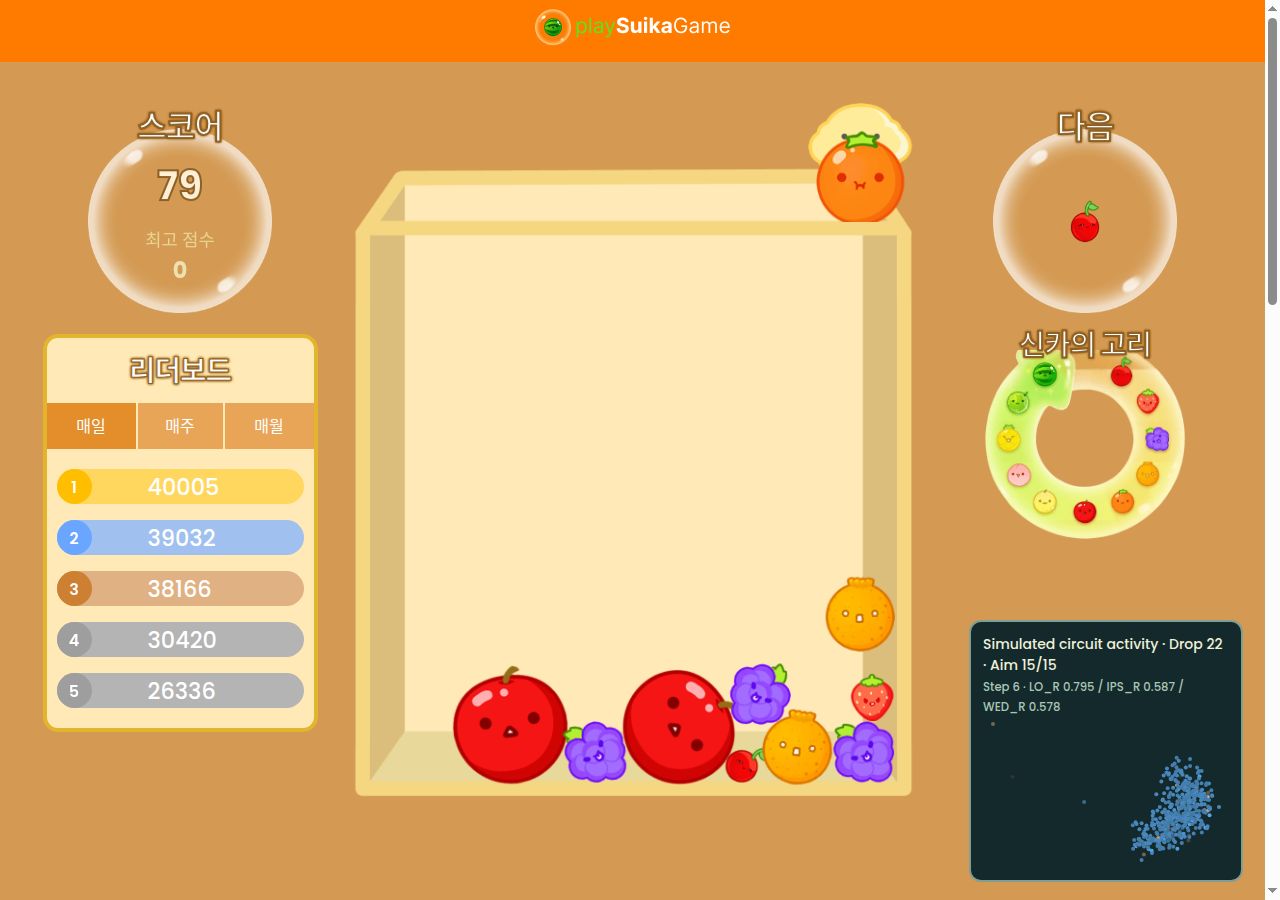 playSuikaGame
스코어
79
최고 점수
0
다음
리더보드
매일 매주 매월
1 40005
2 39032
3 38166
4 30420
5 26336
신카의 고리
Simulated circuit activity · Drop 22
· Aim 15/15
Step 6 · LO_R 0.795 / IPS_R 0.587 /
WED_R 0.578